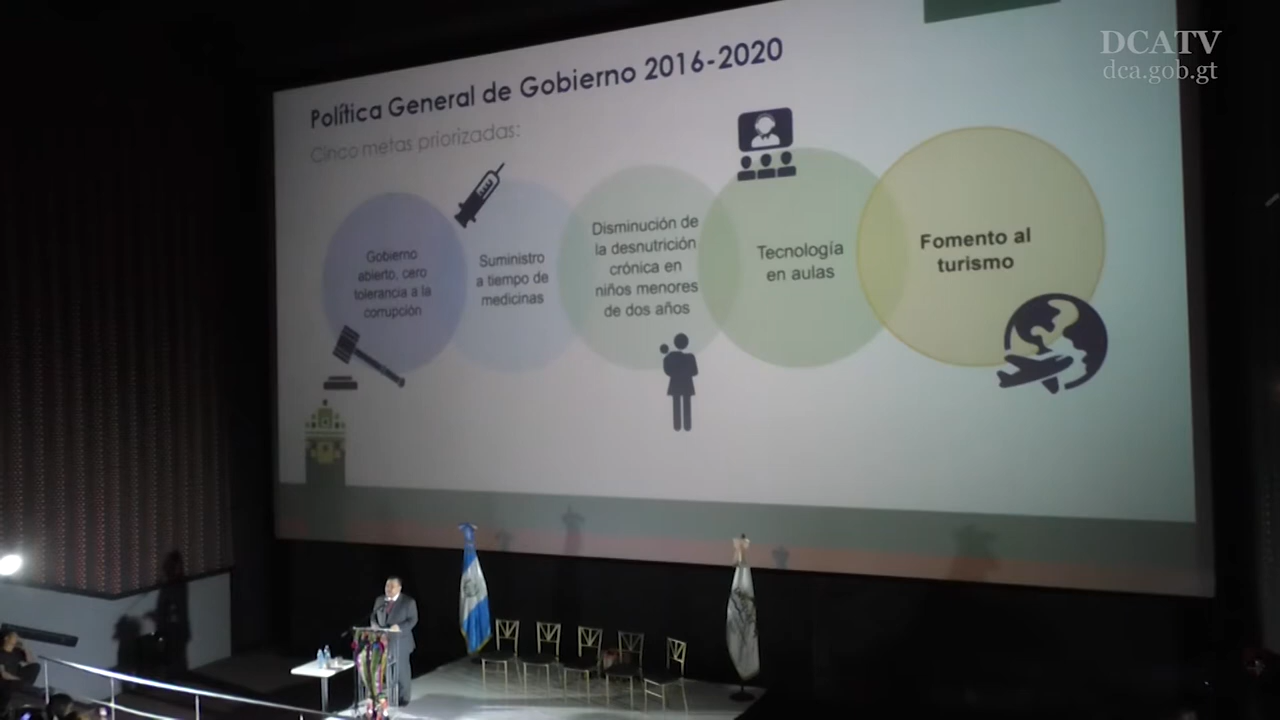 DCATV
dca.gob.gt
Política General de Gobierno 2016-2020
Cinco metas priorizadas:
Gobierno
abierto, cero
tolerancia a la
corrupción
Suministro
a tiempo de
medicinas
Disminución de
la desnutrición
crónica en
niños menores
de dos años
Tecnología
en aulas
Fomento al
turismo